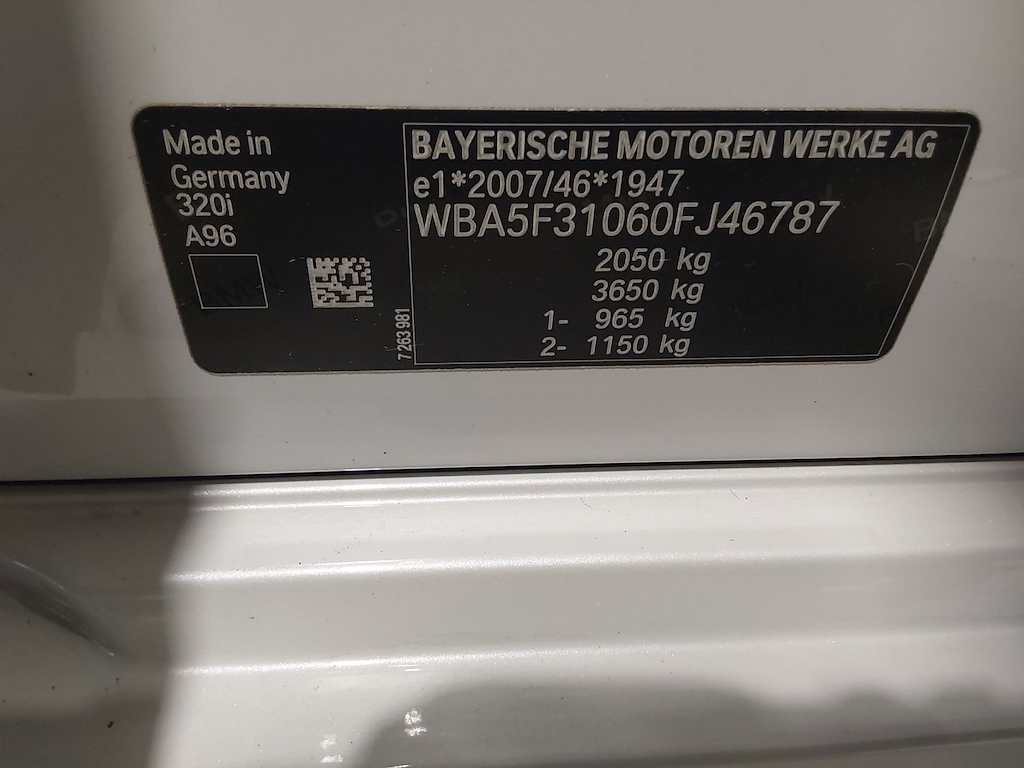 Made in
Germany
320i
A96
7 263 981
BAYERISCHE MOTOREN WERKE AG
e1*2007/46*1947
WBA5F31060FJ46787
2050 kg
3650 kg
1- 965 kg
2- 1150 kg